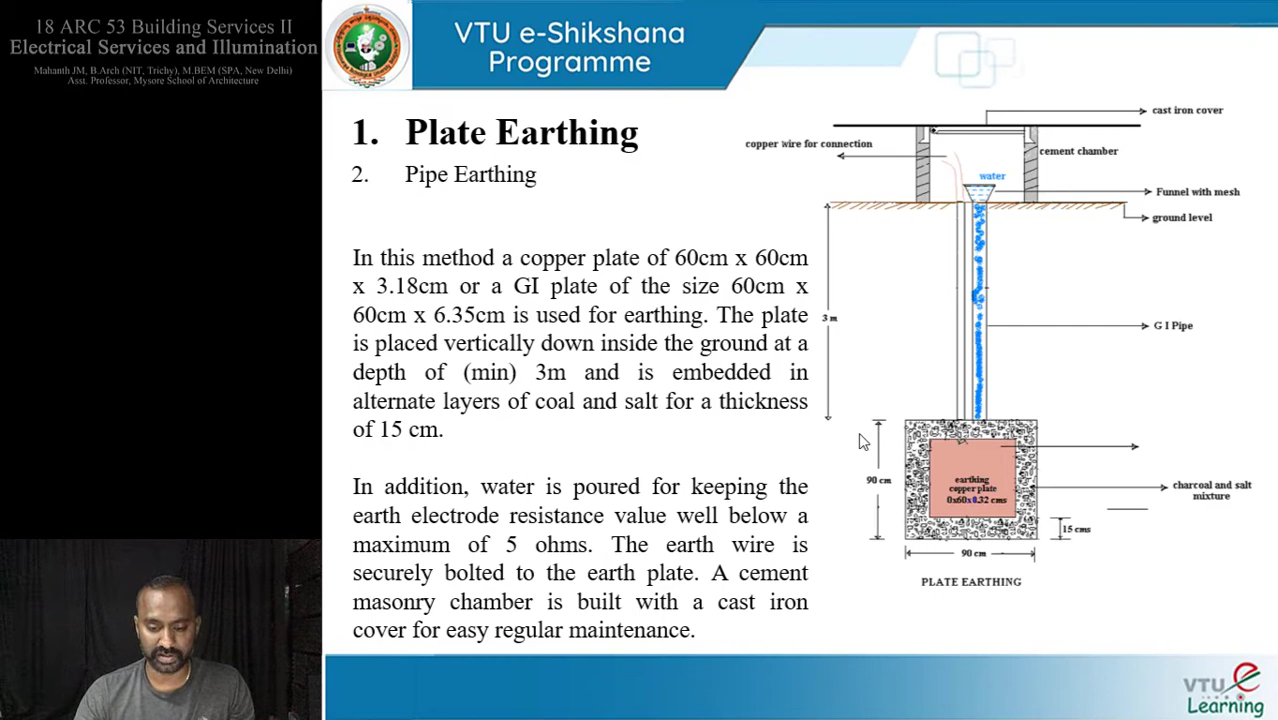 18 ARC 53 Building Services II
Electrical Services and Illumination
Mahanth JM, B.Arch (NIT, Trichy), M.BEM (SPA, New Delhi)
Asst. Professor, Mysore School of Architecture
VTU e-Shikshana
Programme
1. Plate Earthing
2. Pipe Earthing
In this method a copper plate of 60cm x 60cm
x 3.18cm or a GI plate of the size 60cm x
60cm x 6.35cm is used for earthing. The plate
is placed vertically down inside the ground at a
depth of (min) 3m and is embedded in
alternate layers of coal and salt for a thickness
of 15 cm.
In addition, water is poured for keeping the
earth electrode resistance value well below a
maximum of 5 ohms. The earth wire is
securely bolted to the earth plate. A cement
masonry chamber is built with a cast iron
cover for easy regular maintenance.
cast iron cover
copper wire for connection
cement chamber
water
Funnel with mesh
ground level
3 m
G I Pipe
90 cm
earthing
copper plate
0x60x0.32 cms
charcoal and salt
mixture
15 cms
90 cm
PLATE EARTHING
VTU e
Learning